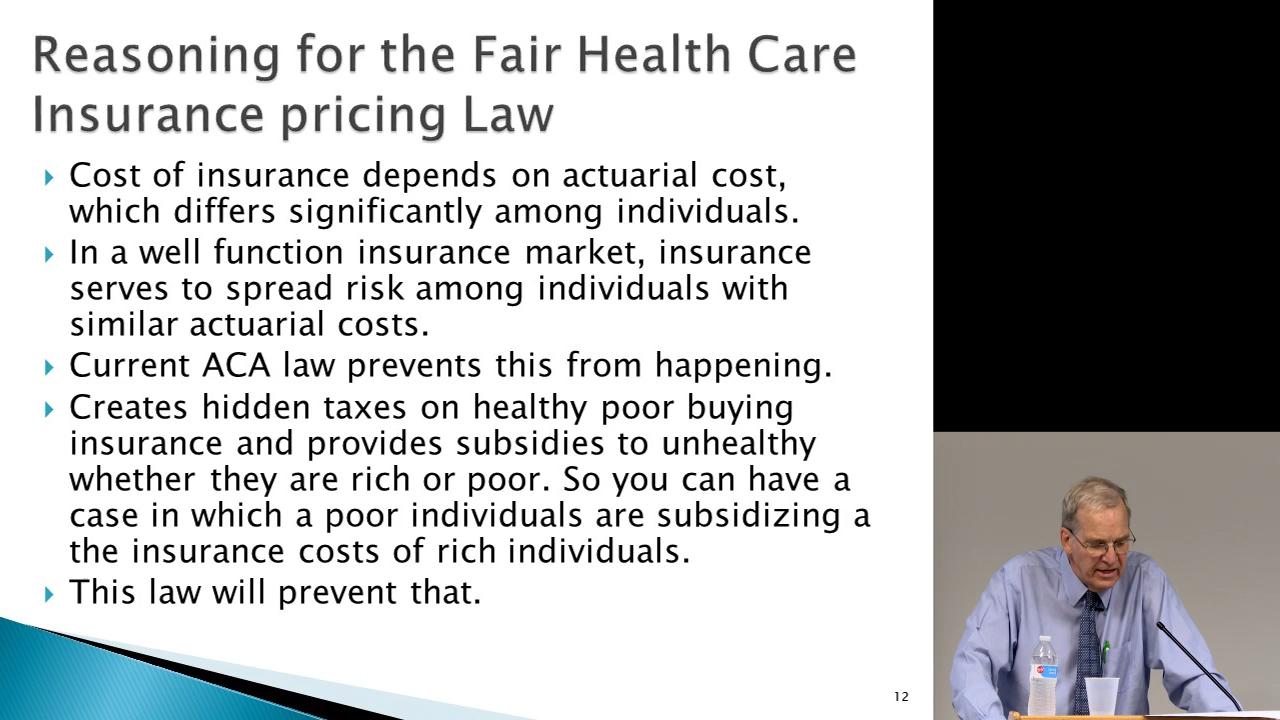 Reasoning for the Fair Health Care
Insurance pricing Law
Cost of insurance depends on actuarial cost,
which differs significantly among individuals.
In a well function insurance market, insurance
serves to spread risk among individuals with
similar actuarial costs.
Current ACA law prevents this from happening.
Creates hidden taxes on healthy poor buying
insurance and provides subsidies to unhealthy
whether they are rich or poor. So you can have a
case in which a poor individuals are subsidizing a
the insurance costs of rich individuals.
This law will prevent that.
12